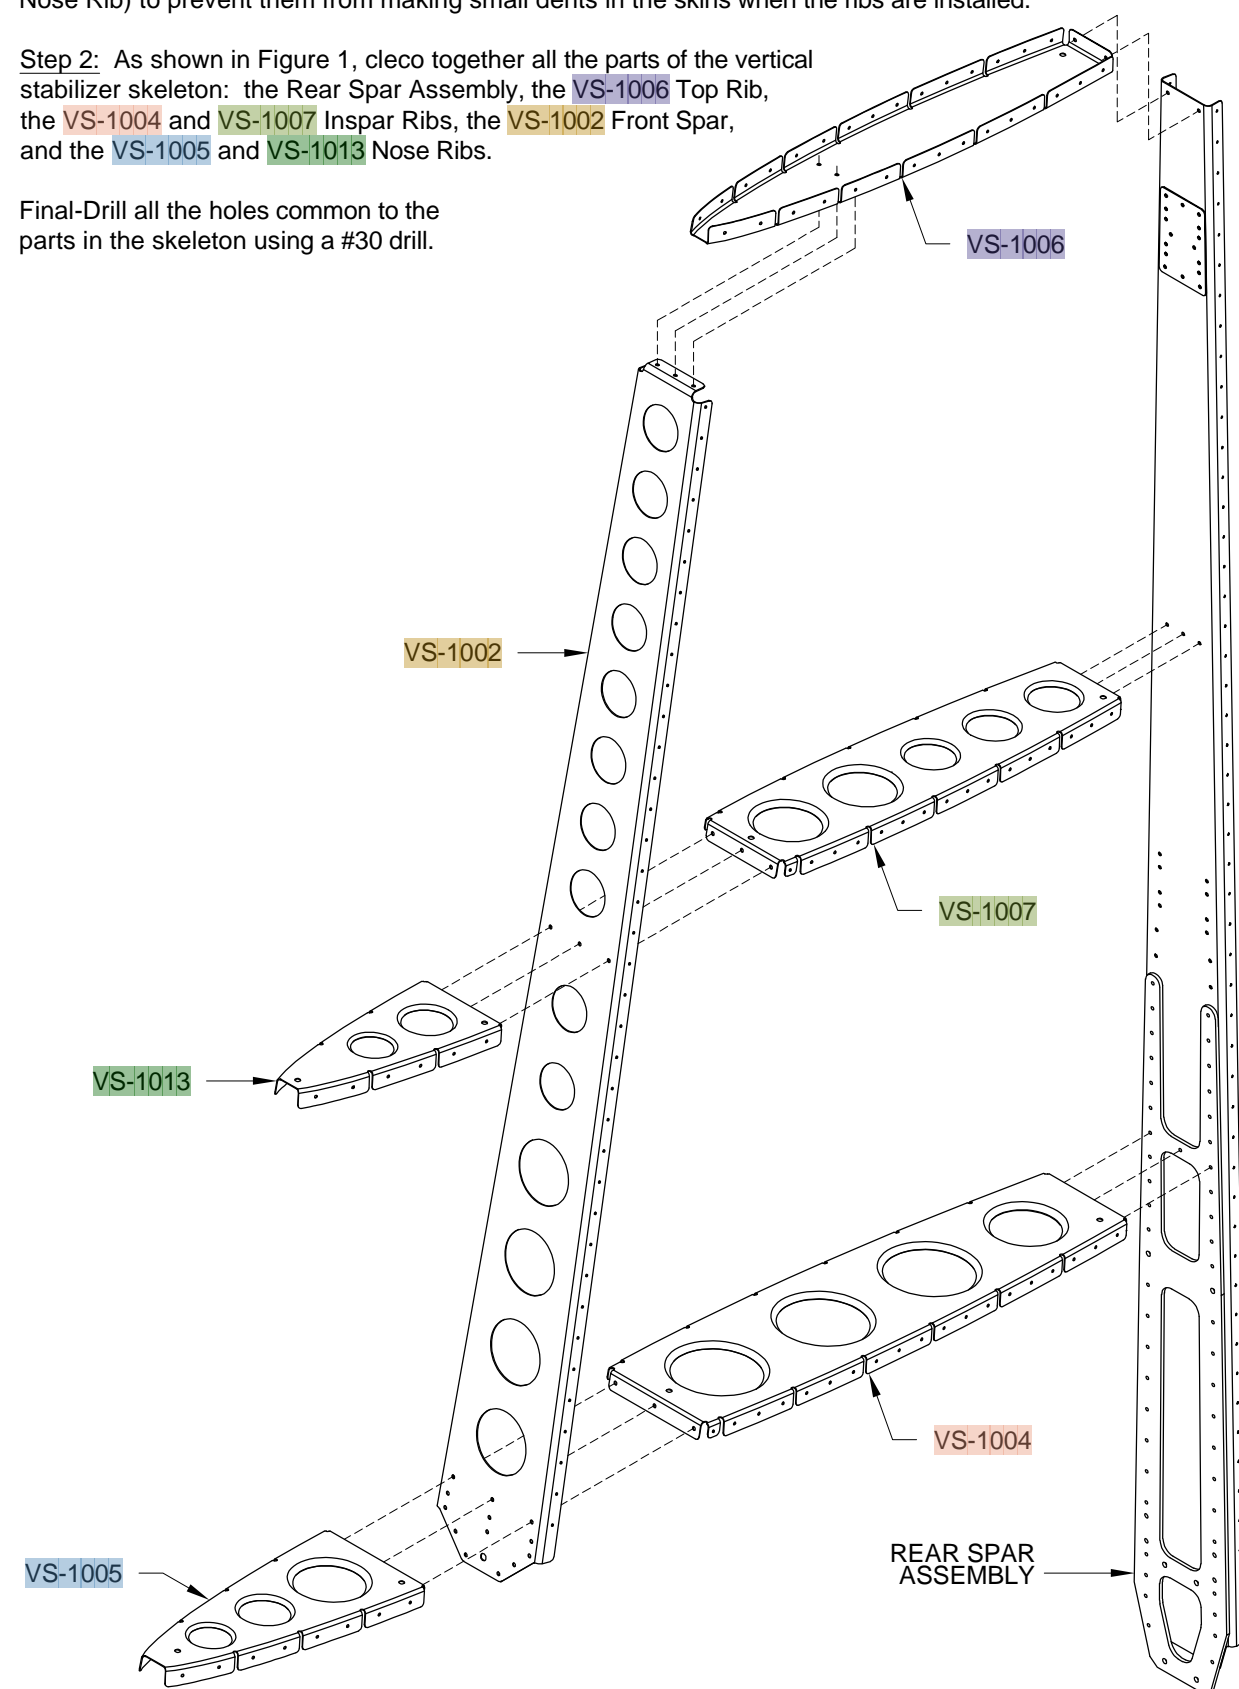 Nose Rib) to prevent them from making small dents in the skins when the ribs are installed.
Step 2: As shown in Figure 1, cleco together all the parts of the vertical
stabilizer skeleton: the Rear Spar Assembly, the VS-1006 Top Rib,
the VS-1004 and VS-1007 Inspar Ribs, the VS-1002 Front Spar,
and the VS-1005 and VS-1013 Nose Ribs.
Final-Drill all the holes common to the
parts in the skeleton using a #30 drill.
VS-1006
VS-1002
VS-1007
VS-1013
VS-1004
REAR SPAR
ASSEMBLY
VS-1005